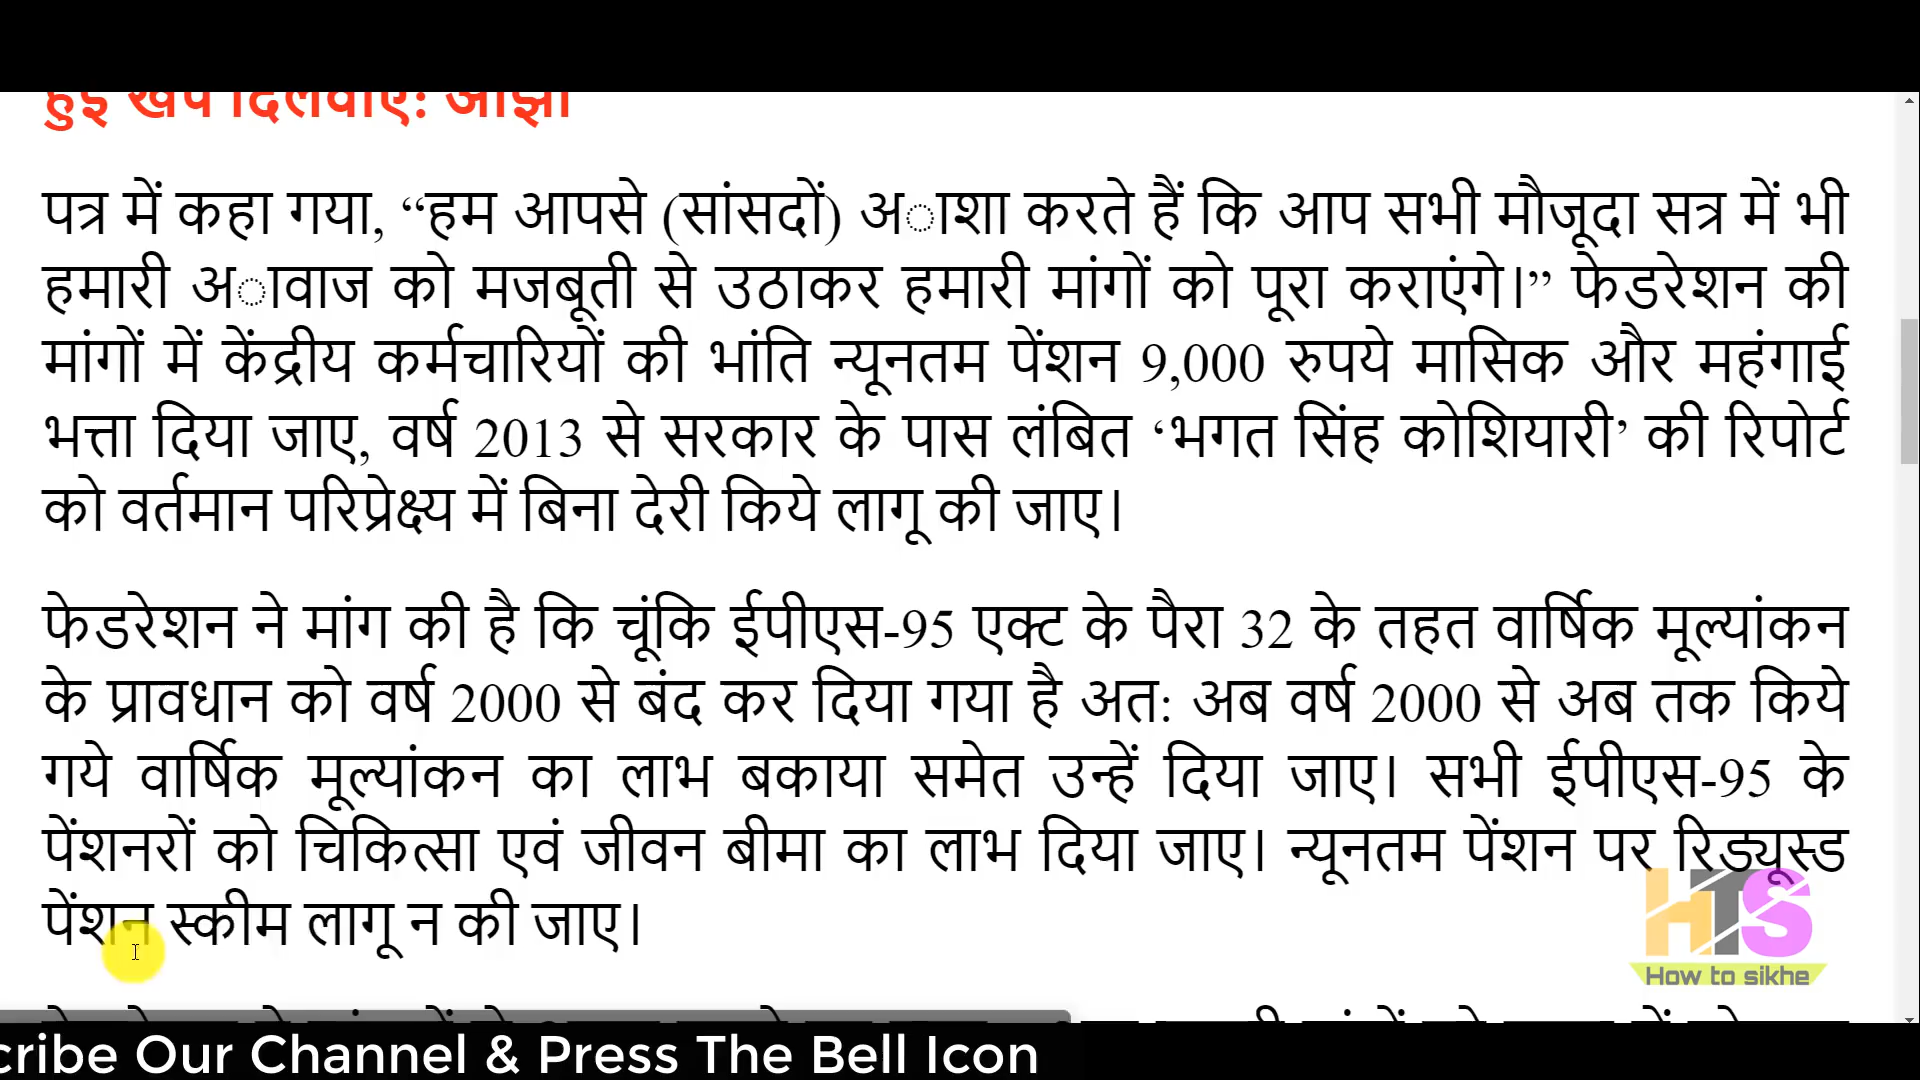 हुई खेप दिलवाएं: ओझा
पत्र में कहा गया, “हम आपसे (सांसदों) अाशा करते हैं कि आप सभी मौजूदा सत्र में भी
हमारी अावाज को मजबूती से उठाकर हमारी मांगों को पूरा कराएंगे।” फेडरेशन की
मांगों में केंद्रीय कर्मचारियों की भांति न्यूनतम पेंशन 9,000 रुपये मासिक और महंगाई
भत्ता दिया जाए, वर्ष 2013 से सरकार के पास लंबित ‘भगत सिंह कोशियारी’ की रिपोर्ट
को वर्तमान परिप्रेक्ष्य में बिना देरी किये लागू की जाए।
फेडरेशन ने मांग की है कि चूंकि ईपीएस-95 एक्ट के पैरा 32 के तहत वार्षिक मूल्यांकन
के प्रावधान को वर्ष 2000 से बंद कर दिया गया है अत: अब वर्ष 2000 से अब तक किये
गये वार्षिक मूल्यांकन का लाभ बकाया समेत उन्हें दिया जाए। सभी ईपीएस-95 के
पेंशनरों को चिकित्सा एवं जीवन बीमा का लाभ दिया जाए। न्यूनतम पेंशन पर रिड्यूस्ड
पेंशन स्कीम लागू न की जाए।
HTS
How to sikhe
cribe Our Channel & Press The Bell Icon